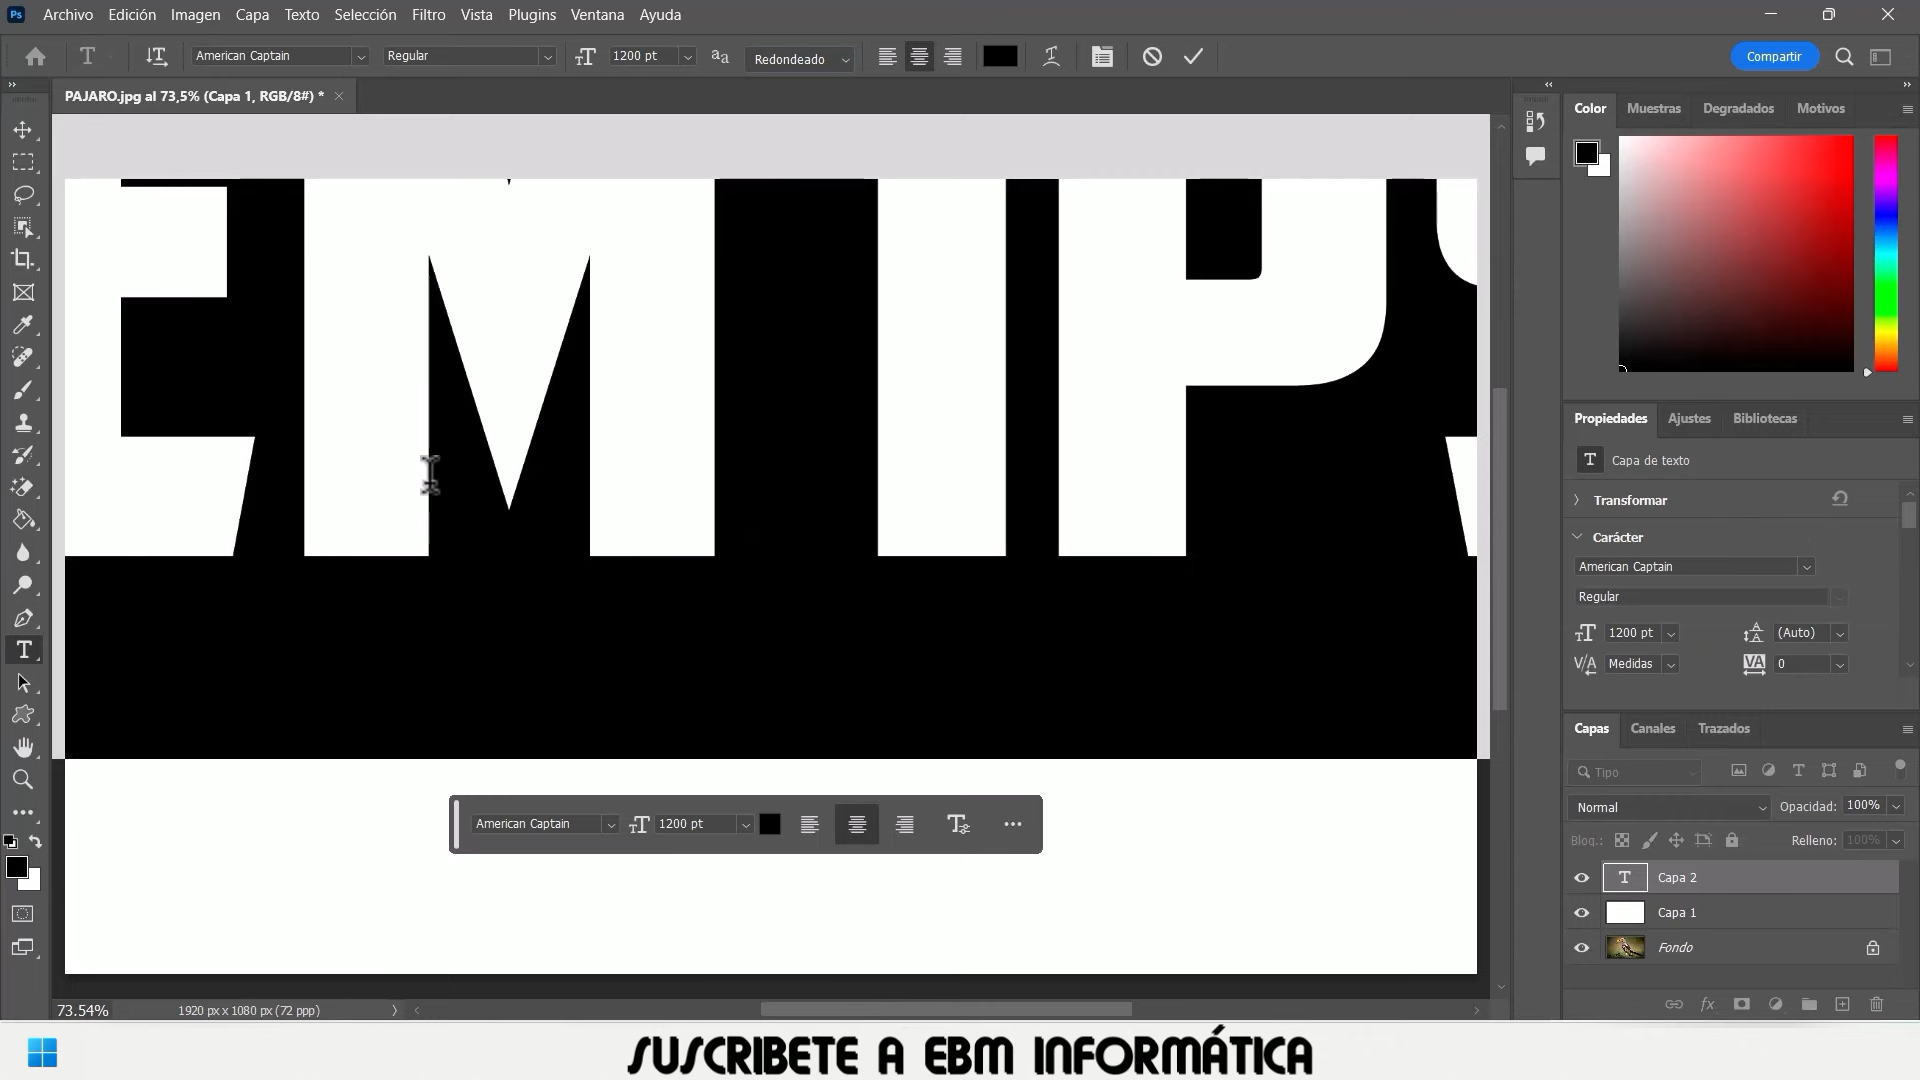 Archivo Edición Imagen Capa Texto Selección Filtro Vista Plugins Ventana Ayuda
American Captain Regular 1200 pt Redondeado Compartir
PAJARO.jpg al 73,5% (Capa 1, RGB/8#) *
Color Muestras Degradados Motivos
EM IPS
Propiedades Ajustes Bibliotecas
Capa de texto
Transformar
Carácter
American Captain
Regular
1200 pt (Auto)
Medidas 0
Capas Canales Trazados
Tipo
Normal Opacidad: 100%
Bloq.: Relleno: 100%
American Captain 1200 pt
Capa 2
Capa 1
Fondo
73.54% 1920 px x 1080 px (72 ppp)
SUSCRIBETE A EBM INFORMÁTICA